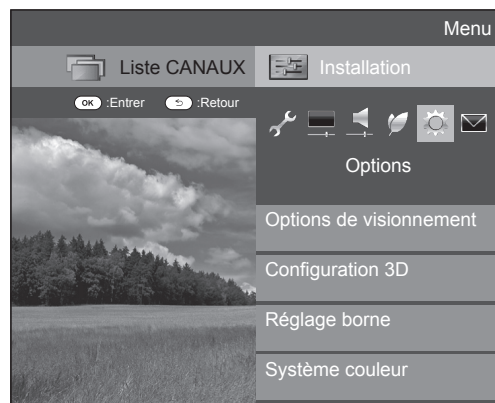 Menu
Liste CANAUX
Installation
OK :Entrer :Retour
Options
Options de visionnement
Configuration 3D
Réglage borne
Système couleur